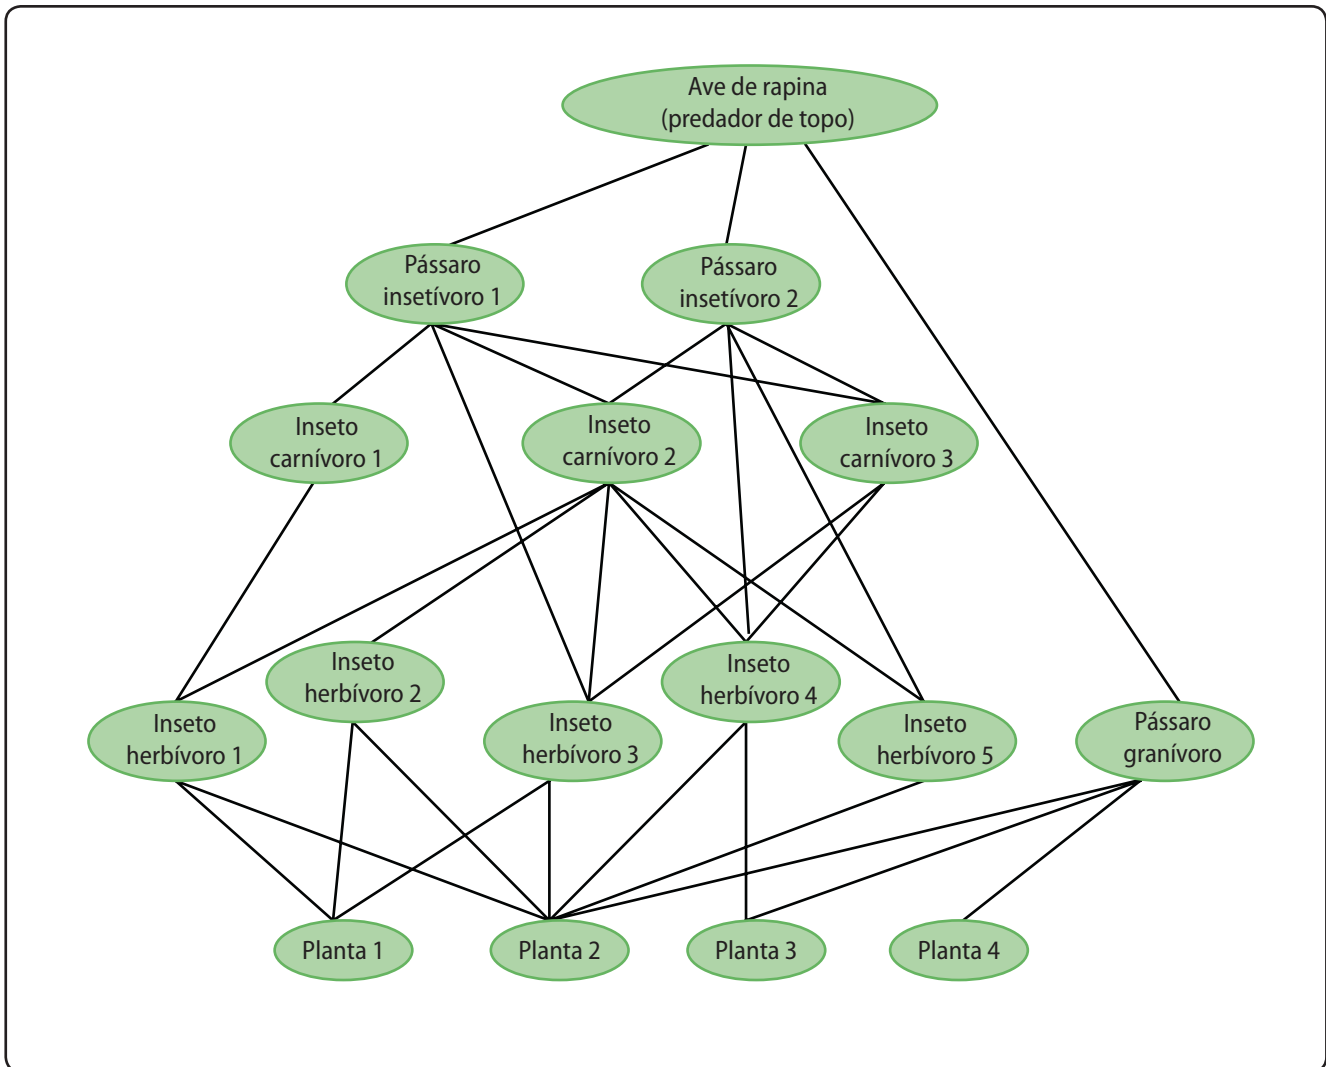 Ave de rapina
(predador de topo)
Pássaro
insetívoro 1
Pássaro
insetívoro 2
Inseto
carnívoro 1
Inseto
carnívoro 2
Inseto
carnívoro 3
Inseto
herbívoro 2
Inseto
herbívoro 4
Inseto
herbívoro 1
Inseto
herbívoro 3
Inseto
herbívoro 5
Pássaro
granívoro
Planta 1
Planta 2
Planta 3
Planta 4